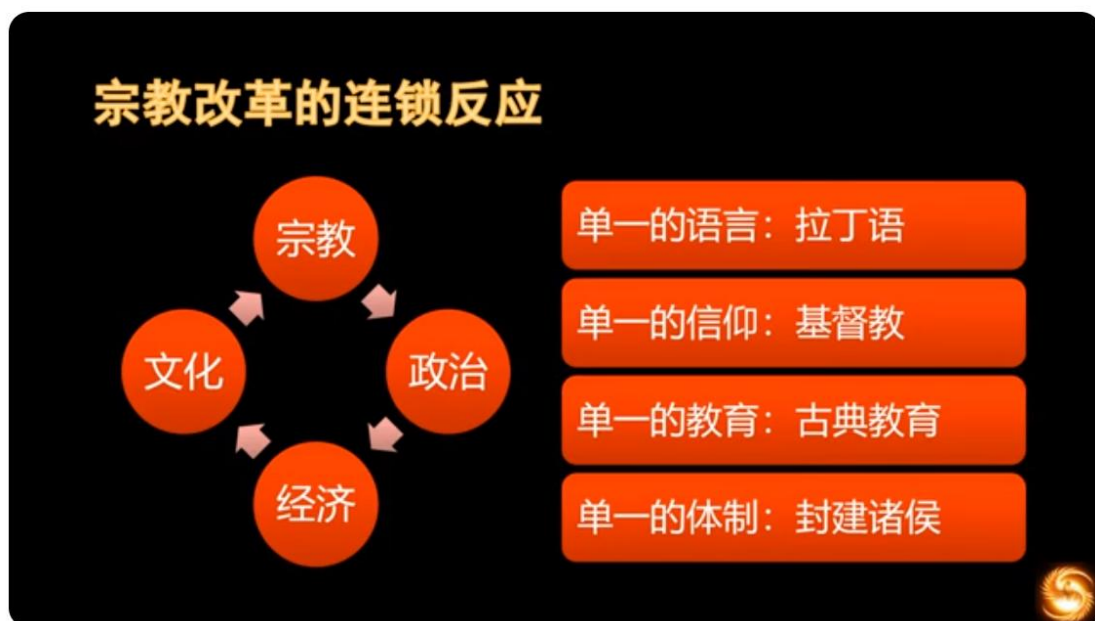 宗教改革的连锁反应
宗教
文化
政治
经济
单一的语言：拉丁语
单一的信仰：基督教
单一的教育：古典教育
单一的体制：封建诸侯